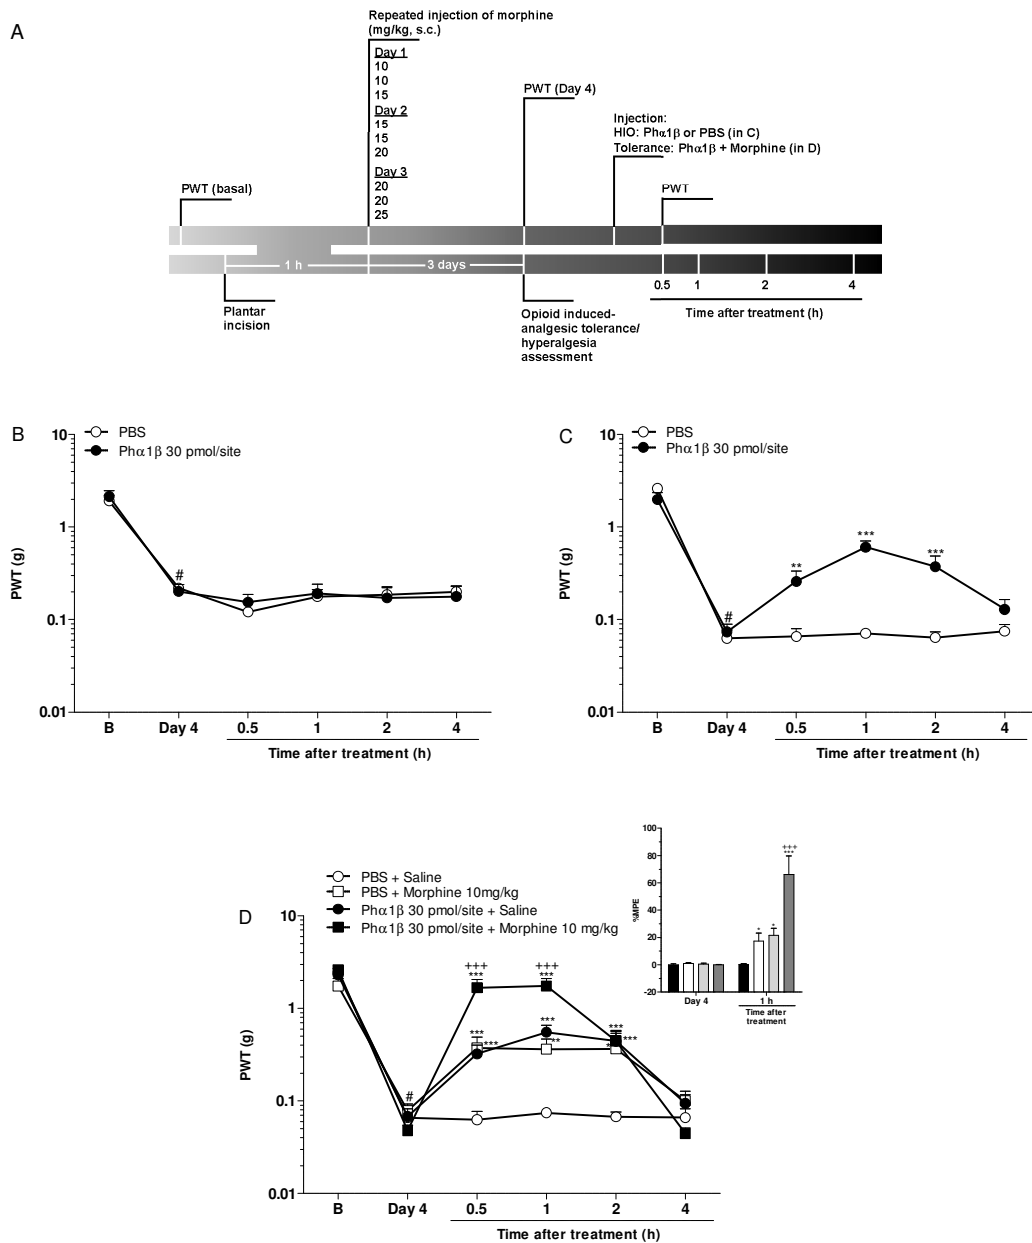 A
Repeated injection of morphine
(mg/kg, s.c.)
Day 1
10
10
15
Day 2
15
15
20
Day 3
20
20
25
PWT (Day 4)
Injection:
HIO: Phα1β or PBS (in C)
Tolerance: Phα1β + Morphine (in D)
PWT (basal)
PWT
1 h
3 days
0.5 1 2 4
Time after treatment (h)
Plantar
incision
Opioid induced-
analgesic tolerance/
hyperalgesia
assessment
B
PBS
Phα1β 30 pmol/site
10
1
0.1
0.01
PWT (g)
#
B Day 4 0.5 1 2 4
Time after treatment (h)
C
PBS
Phα1β 30 pmol/site
10
1
0.1
0.01
PWT (g)
#
**
***
***
B Day 4 0.5 1 2 4
Time after treatment (h)
D
PBS + Saline
PBS + Morphine 10mg/kg
Phα1β 30 pmol/site + Saline
Phα1β 30 pmol/site + Morphine 10 mg/kg
10
1
0.1
0.01
PWT (g)
#
+++
***
+++
***
***
***
***
**
***
***
B Day 4 0.5 1 2 4
Time after treatment (h)
100
80
60
40
20
0
-20
%MPE
*
*
+++
***
Day 4 1 h
Time after
treatment